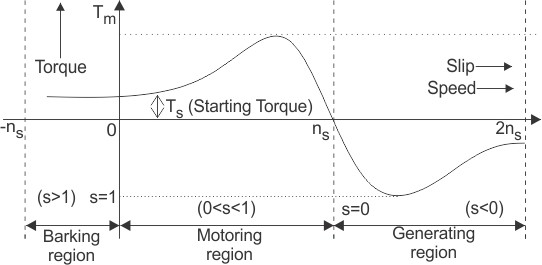 Tm
Torque
Slip
Speed
Ts (Starting Torque)
-ns
0
ns
2ns
(s>1)
s=1
(0<s<1)
s=0
(s<0)
Barking region
Motoring region
Generating region